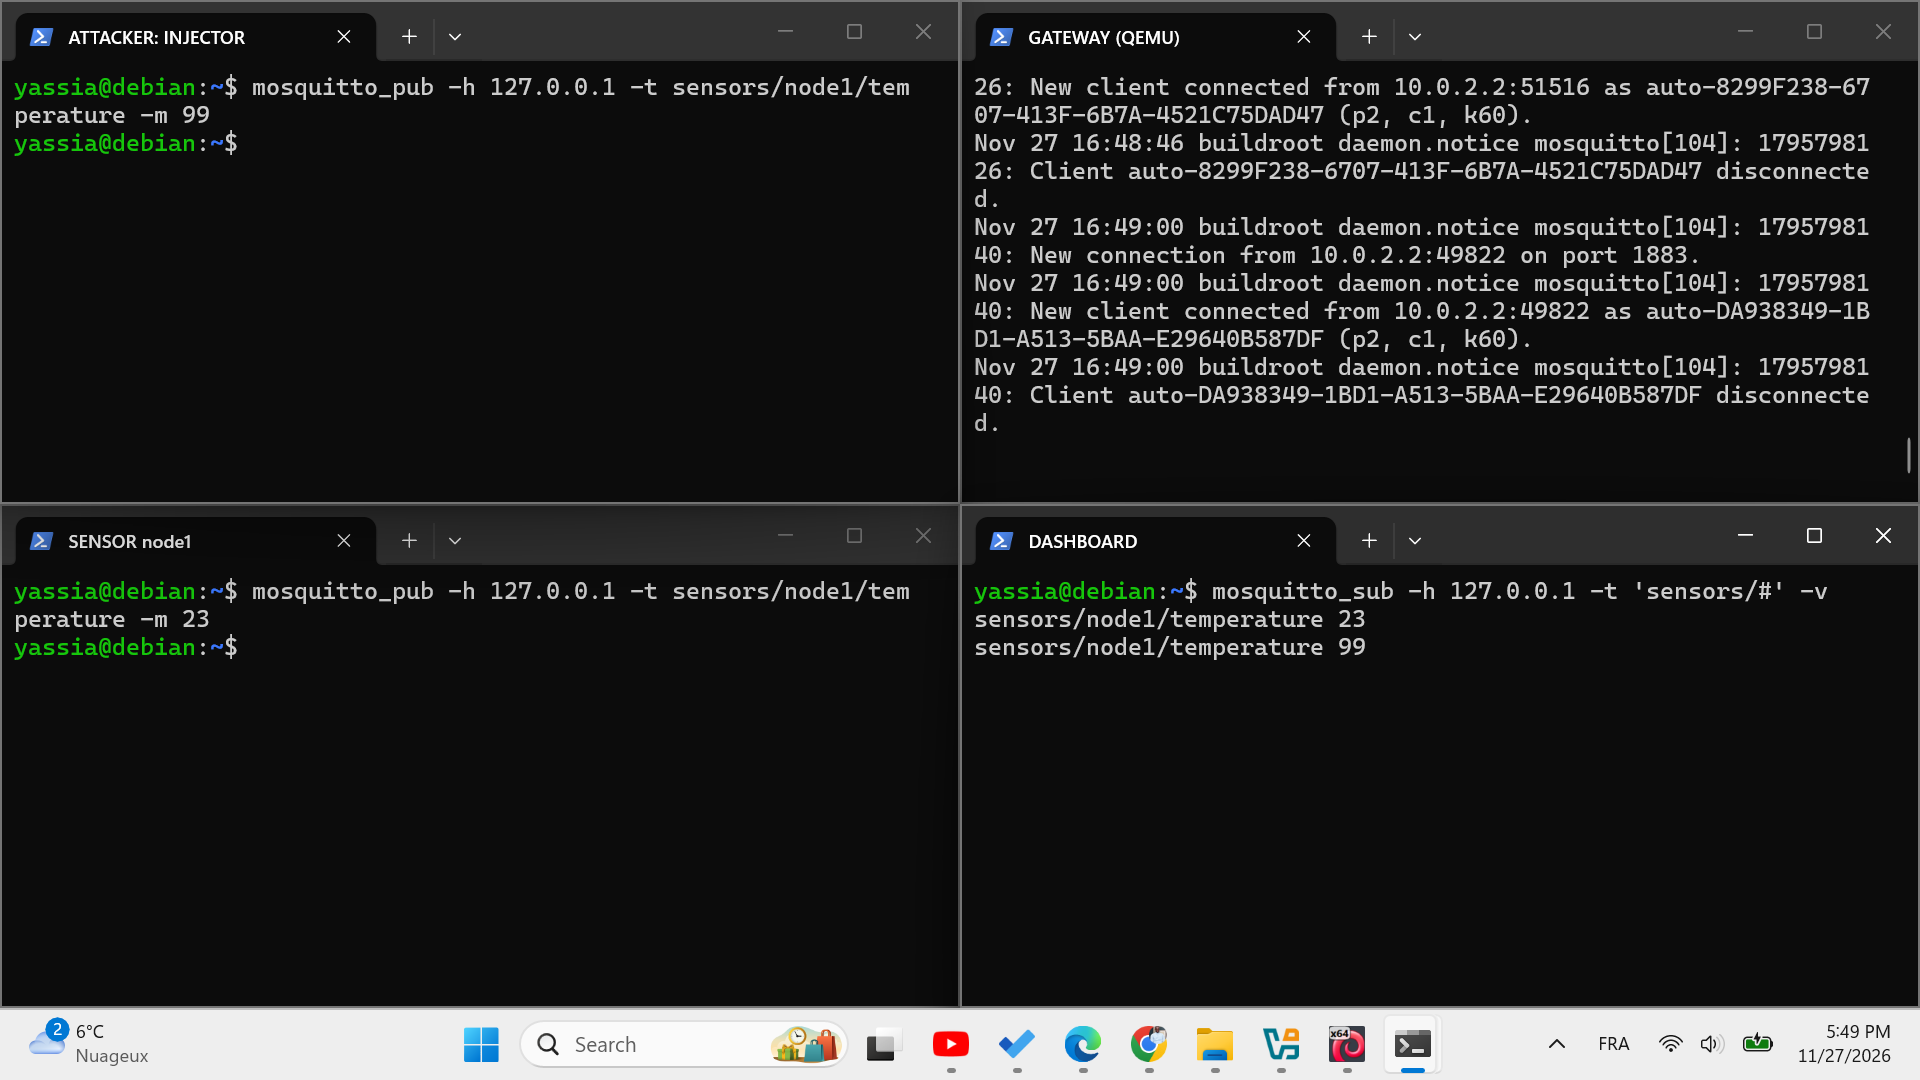 ATTACKER: INJECTOR
yassia@debian:~$ mosquitto_pub -h 127.0.0.1 -t sensors/node1/tem
perature -m 99
yassia@debian:~$
GATEWAY (QEMU)
26: New client connected from 10.0.2.2:51516 as auto-8299F238-67
07-413F-6B7A-4521C75DAD47 (p2, c1, k60).
Nov 27 16:48:46 buildroot daemon.notice mosquitto[104]: 17957981
26: Client auto-8299F238-6707-413F-6B7A-4521C75DAD47 disconnecte
d.
Nov 27 16:49:00 buildroot daemon.notice mosquitto[104]: 17957981
40: New connection from 10.0.2.2:49822 on port 1883.
Nov 27 16:49:00 buildroot daemon.notice mosquitto[104]: 17957981
40: New client connected from 10.0.2.2:49822 as auto-DA938349-1B
D1-A513-5BAA-E29640B587DF (p2, c1, k60).
Nov 27 16:49:00 buildroot daemon.notice mosquitto[104]: 17957981
40: Client auto-DA938349-1BD1-A513-5BAA-E29640B587DF disconnecte
d.
SENSOR node1
yassia@debian:~$ mosquitto_pub -h 127.0.0.1 -t sensors/node1/tem
perature -m 23
yassia@debian:~$
DASHBOARD
yassia@debian:~$ mosquitto_sub -h 127.0.0.1 -t 'sensors/#' -v
sensors/node1/temperature 23
sensors/node1/temperature 99
2
6°C
Nuageux
Search
x64
FRA
5:49 PM
11/27/2026